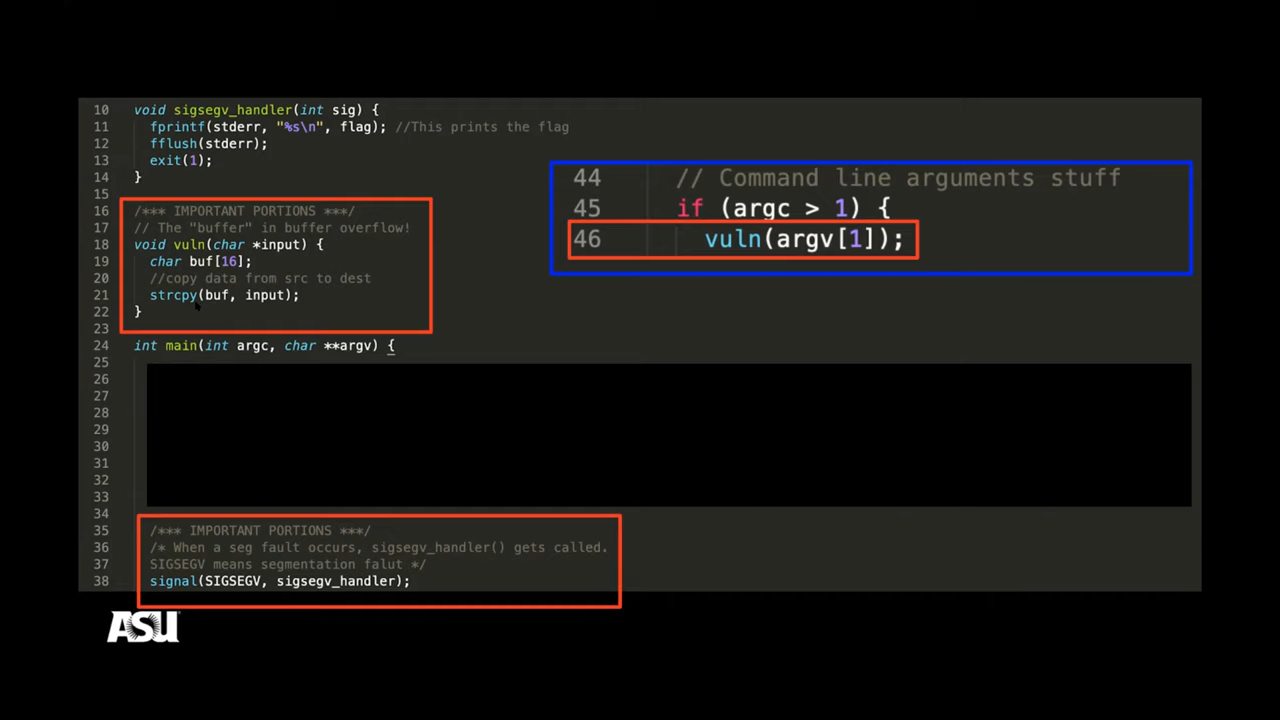 10 void sigsegv_handler(int sig) {
11 fprintf(stderr, "%s\n", flag); //This prints the flag
12 fflush(stderr);
13 exit(1);
14 }
15
16 /*** IMPORTANT PORTIONS ***/
17 // The "buffer" in buffer overflow!
18 void vuln(char *input) {
19 char buf[16];
20 //copy data from src to dest
21 strcpy(buf, input);
22 }
23
24 int main(int argc, char **argv) {
25
26
27
28
29
30
31
32
33
34
35 /*** IMPORTANT PORTIONS ***/
36 /* When a seg fault occurs, sigsegv_handler() gets called.
37 SIGSEGV means segmentation falut */
38 signal(SIGSEGV, sigsegv_handler);
44 // Command line arguments stuff
45 if (argc > 1) {
46 vuln(argv[1]);
ASU